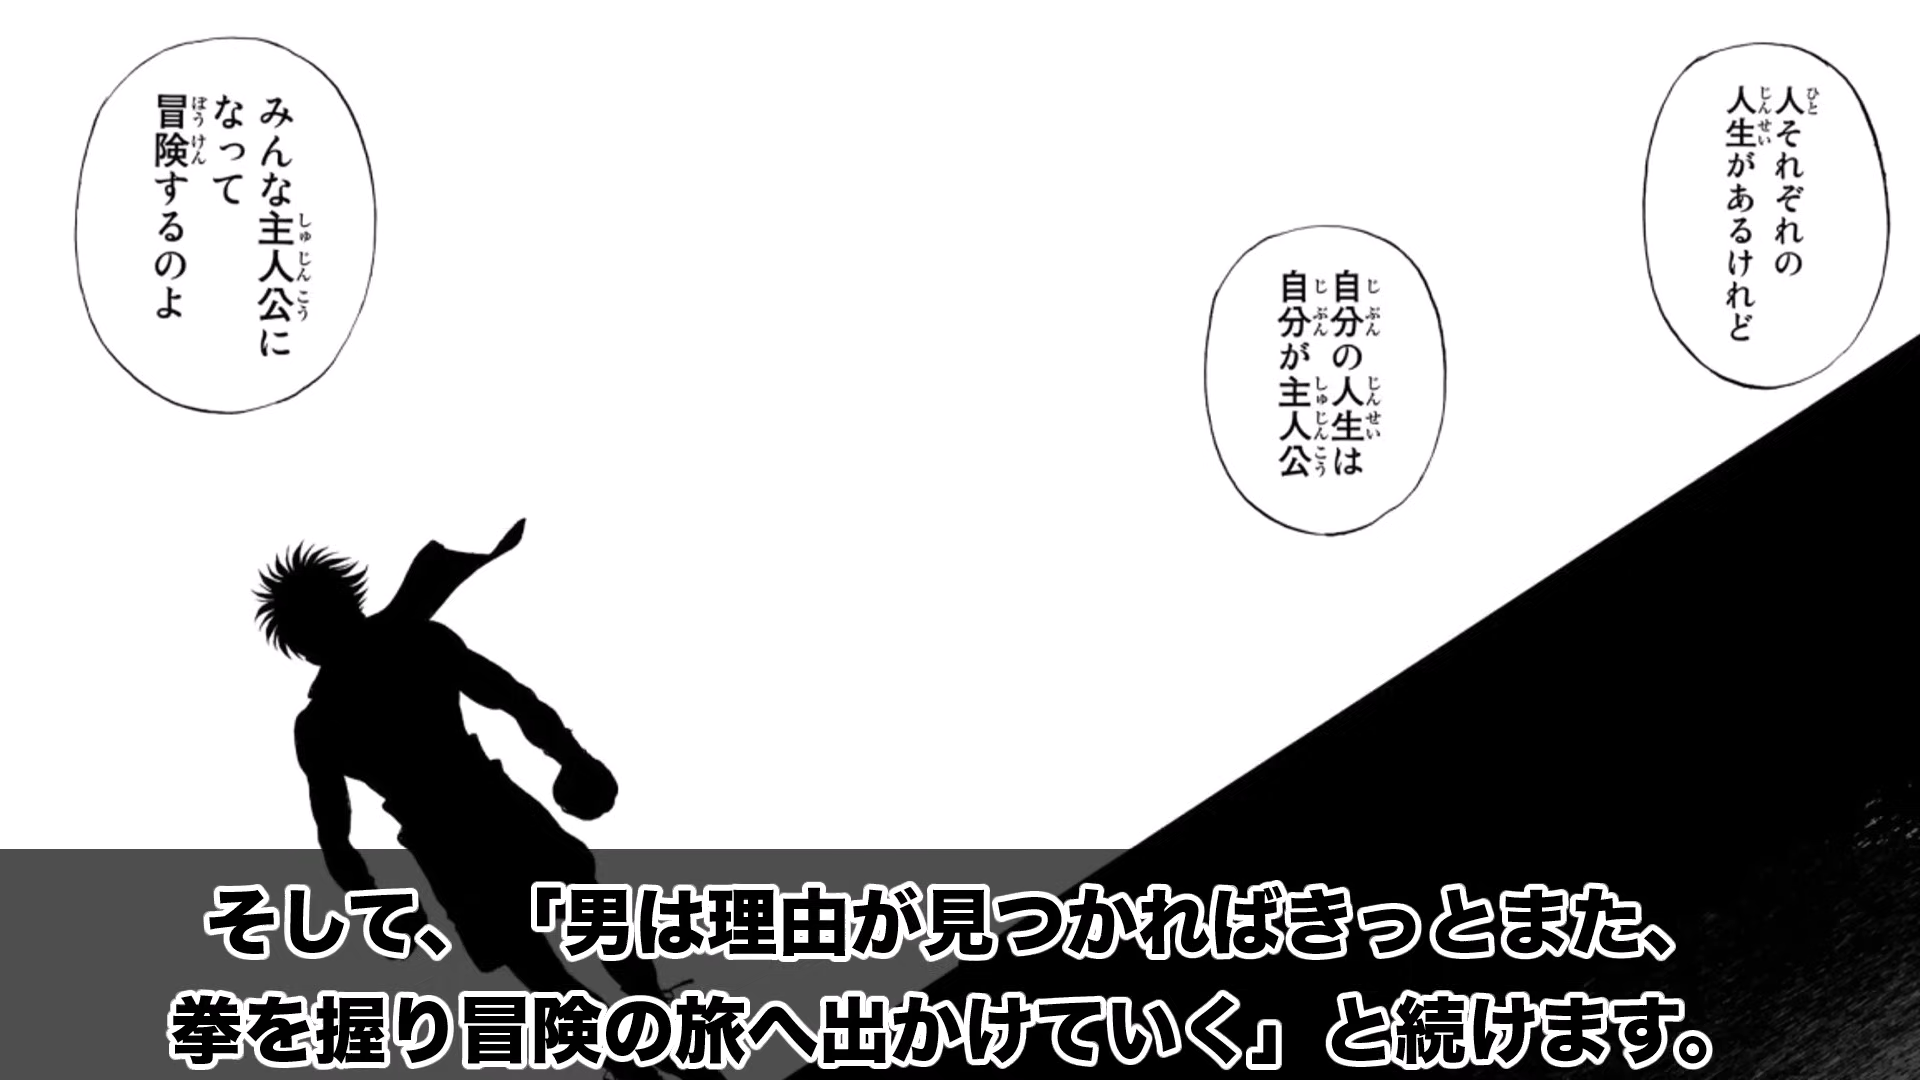 人それぞれの
人生があるけれど
自分の人生は
自分が主人公
みんな主人公に
なって
冒険するのよ
そして、「男は理由が見つかればきっとまた、
拳を握り冒険の旅へ出かけていく」と続けます。